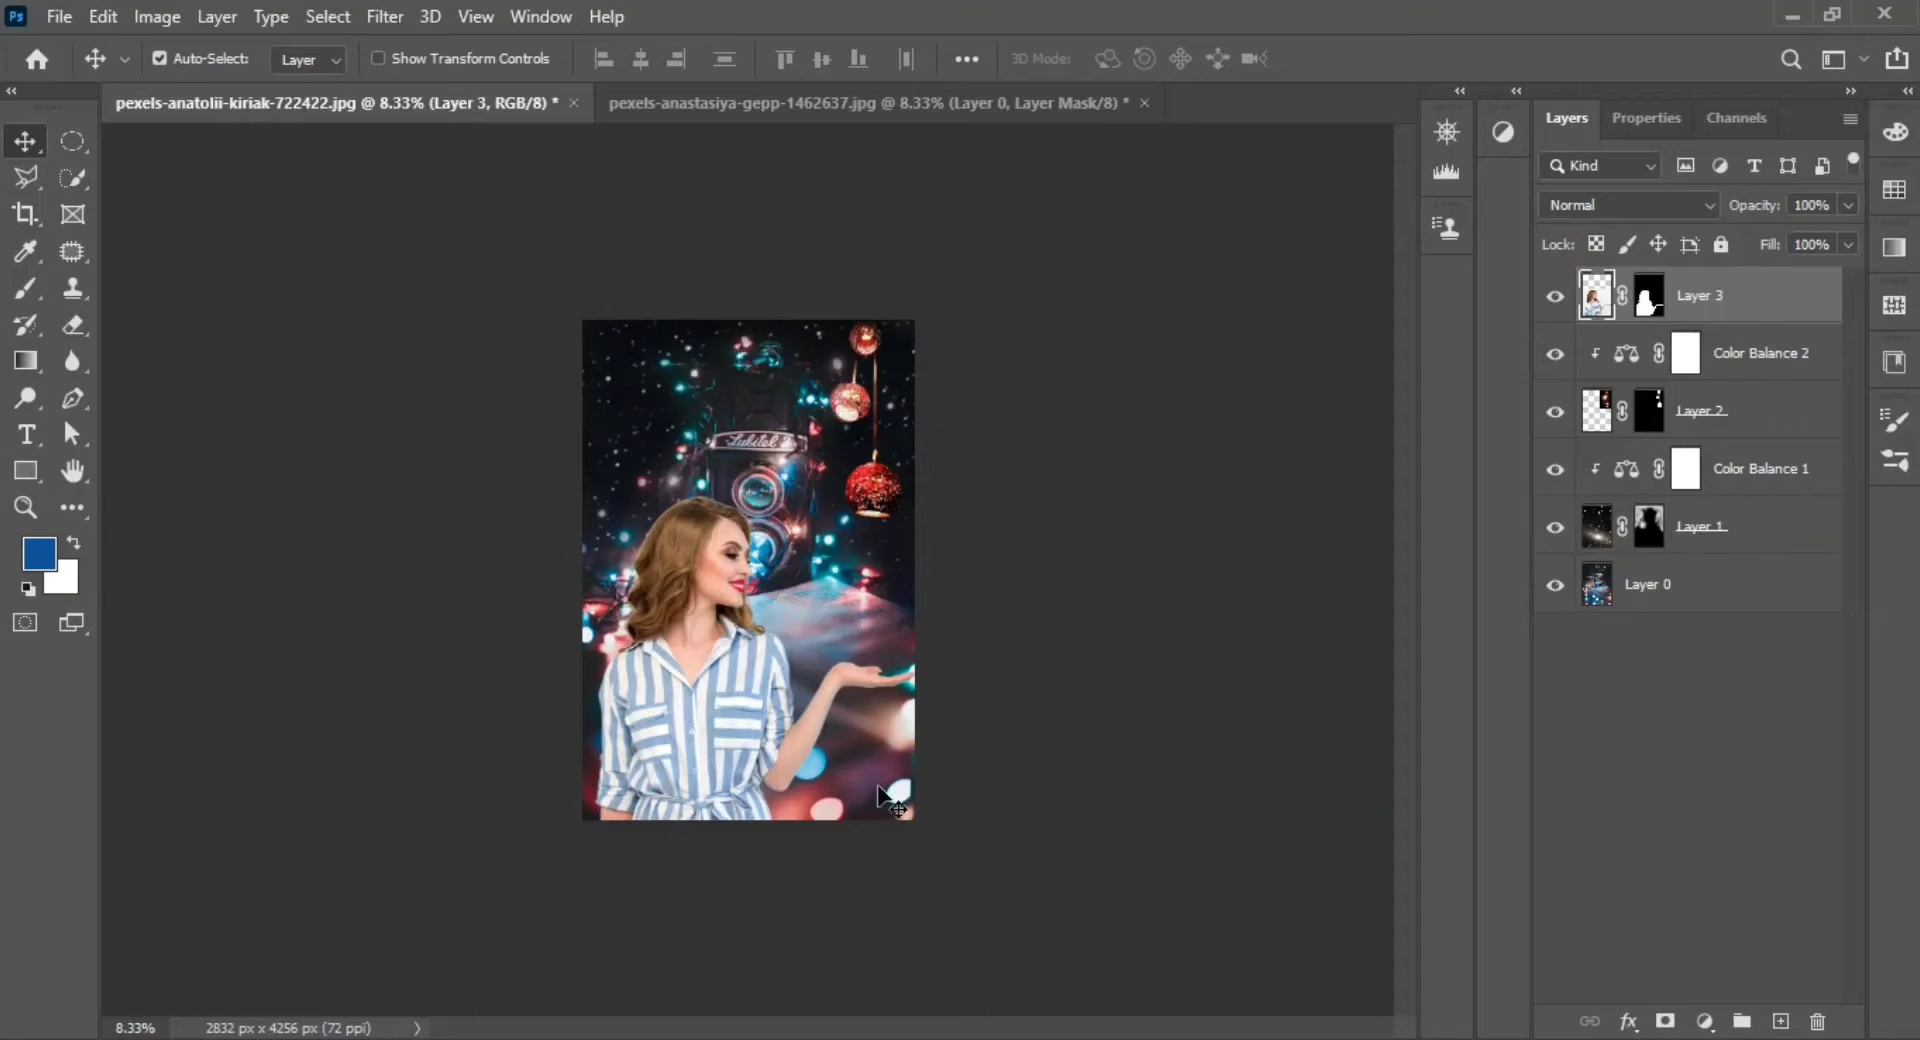 Ps File Edit Image Layer Type Select Filter 3D View Window Help
Auto-Select: Layer Show Transform Controls 3D Mode:
pexels-anatolii-kiriak-722422.jpg @ 8.33% (Layer 3, RGB/8) *
pexels-anastasiya-gepp-1462637.jpg @ 8.33% (Layer 0, Layer Mask/8) *
Layers Properties Channels
Kind
Normal Opacity: 100%
Lock: Fill: 100%
Layer 3
Color Balance 2
Layer 2
Color Balance 1
Layer 1
Layer 0
Lubitel 2
8.33% 2832 px x 4256 px (72 ppi)